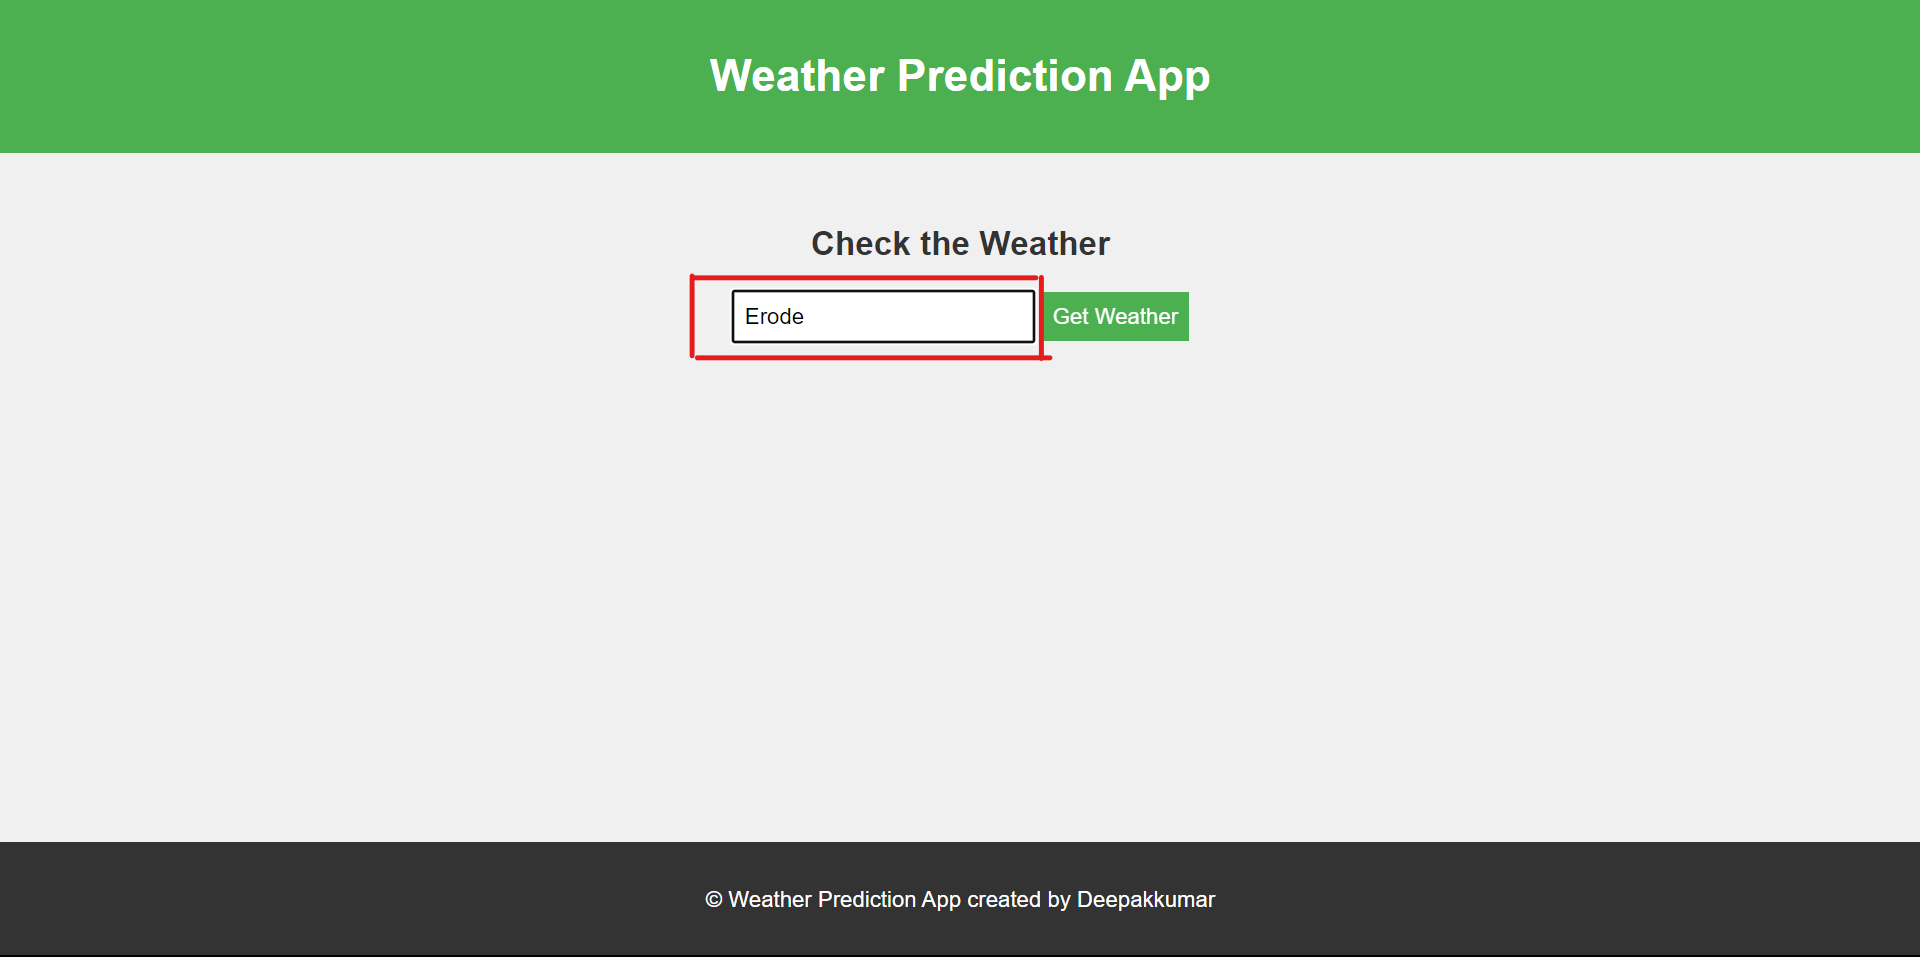 Weather Prediction App
Check the Weather
Erode
Get Weather
© Weather Prediction App created by Deepakkumar